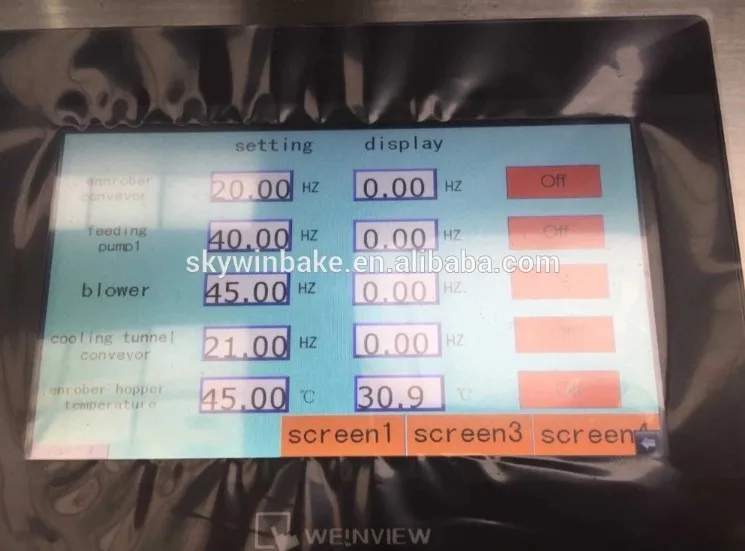 setting display
ennrober 20.00 HZ 0.00 HZ Off
conveyor
feeding 40.00 HZ 0.00 HZ Off
pump1
skywinbake.en.alibaba.com
blower 45.00 HZ 0.00 HZ
cooling tunnel 21.00 HZ 0.00 HZ
conveyor
enrober hopper 45.00 ℃ 30.9 ℃
temperature
screen1 screen3 screen4
WEINVIEW